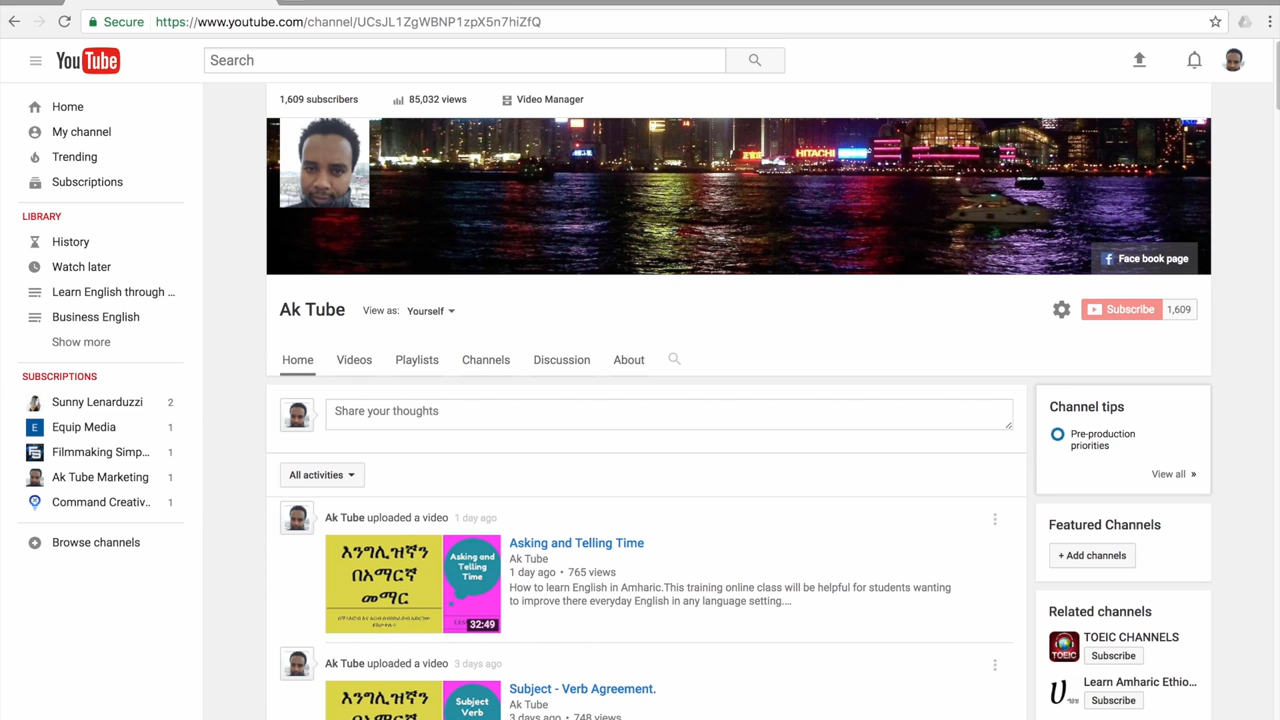 Secure
https://www.youtube.com/channel/UCsJL1ZgWBNP1zpX5n7hiZfQ
YouTube
Search
Home
My channel
Trending
Subscriptions
LIBRARY
History
Watch later
Learn English through ...
Business English
Show more
SUBSCRIPTIONS
Sunny Lenarduzzi 2
Equip Media 1
Filmmaking Simp... 1
Ak Tube Marketing 1
Command Creativ.. 1
Browse channels
1,609 subscribers
85,032 views
Video Manager
HITACHI
Face book page
Ak Tube
View as: Yourself
Subscribe 1,609
Home Videos Playlists Channels Discussion About
Share your thoughts
All activities
Ak Tube uploaded a video 1 day ago
እንግሊዝኛን
በአማርኛ
መማር
Asking and
Telling
Time
32:49
Asking and Telling Time
Ak Tube
1 day ago • 765 views
How to learn English in Amharic.This training online class will be helpful for students wanting
to improve there everyday English in any language setting....
Ak Tube uploaded a video 3 days ago
እንግሊዝኛን
Subject
Verb
Subject - Verb Agreement.
Ak Tube
3 days ago • 748 views
Channel tips
Pre-production
priorities
View all »
Featured Channels
+ Add channels
Related channels
TOEIC
TOEIC CHANNELS
Subscribe
Learn Amharic Ethio...
Subscribe